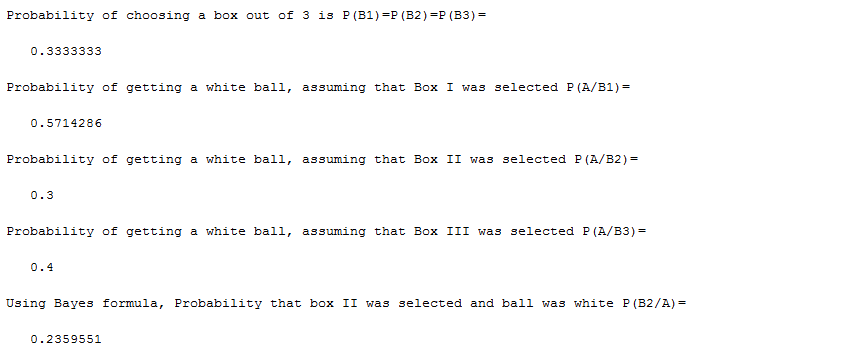 Probability of choosing a box out of 3 is P(B1)=P(B2)=P(B3)=
0.3333333
Probability of getting a white ball, assuming that Box I was selected P(A/B1)=
0.5714286
Probability of getting a white ball, assuming that Box II was selected P(A/B2)=
0.3
Probability of getting a white ball, assuming that Box III was selected P(A/B3)=
0.4
Using Bayes formula, Probability that box II was selected and ball was white P(B2/A)=
0.2359551